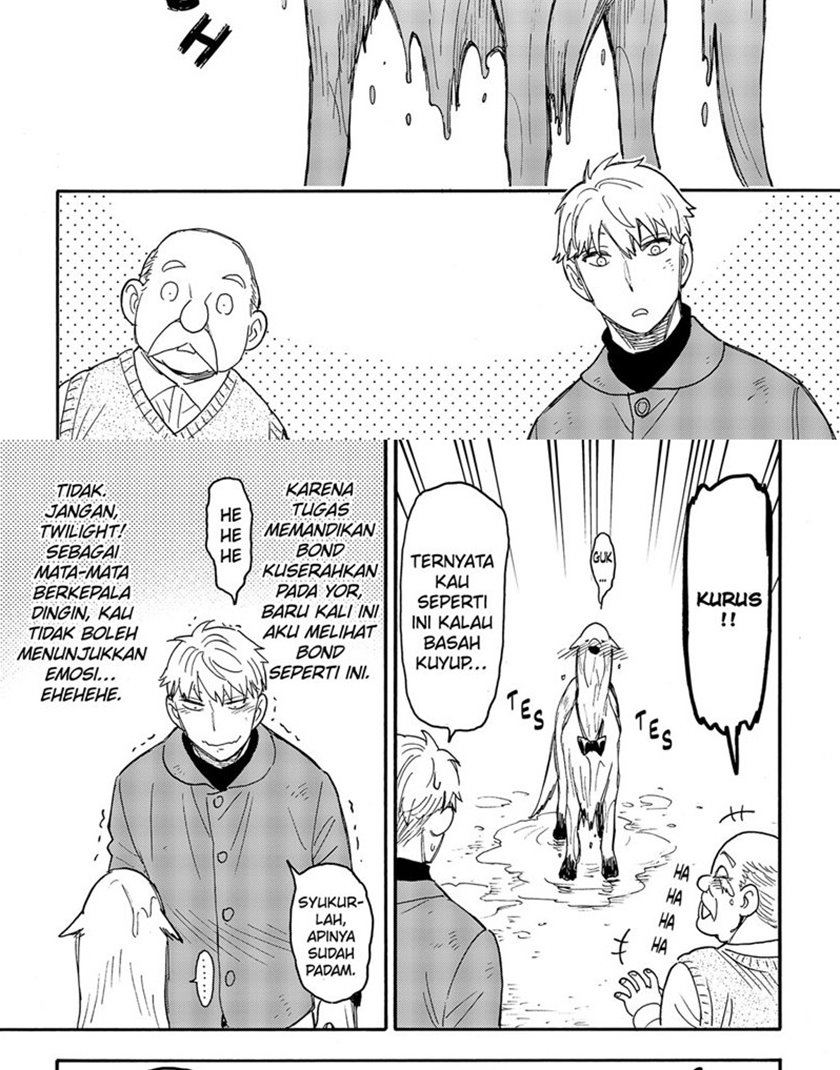 KURUS
!!
GUK
...
TERNYATA
KAU
SEPERTI
INI KALAU
BASAH
KUYUP...
TES
TES
HA
HA
HA
HA
KARENA
TUGAS
MEMANDIKAN
BOND
KUSERAHKAN
PADA YOR,
BARU KALI INI
AKU MELIHAT
BOND
SEPERTI INI.
HE
HE
HE
TIDAK.
JANGAN,
TWILIGHT!
SEBAGAI
MATA-MATA
BERKEPALA
DINGIN, KAU
TIDAK BOLEH
MENUNJUKKAN
EMOSI...
EHEHEHE.
SYUKUR-
LAH,
APINYA
SUDAH
PADAM.
......